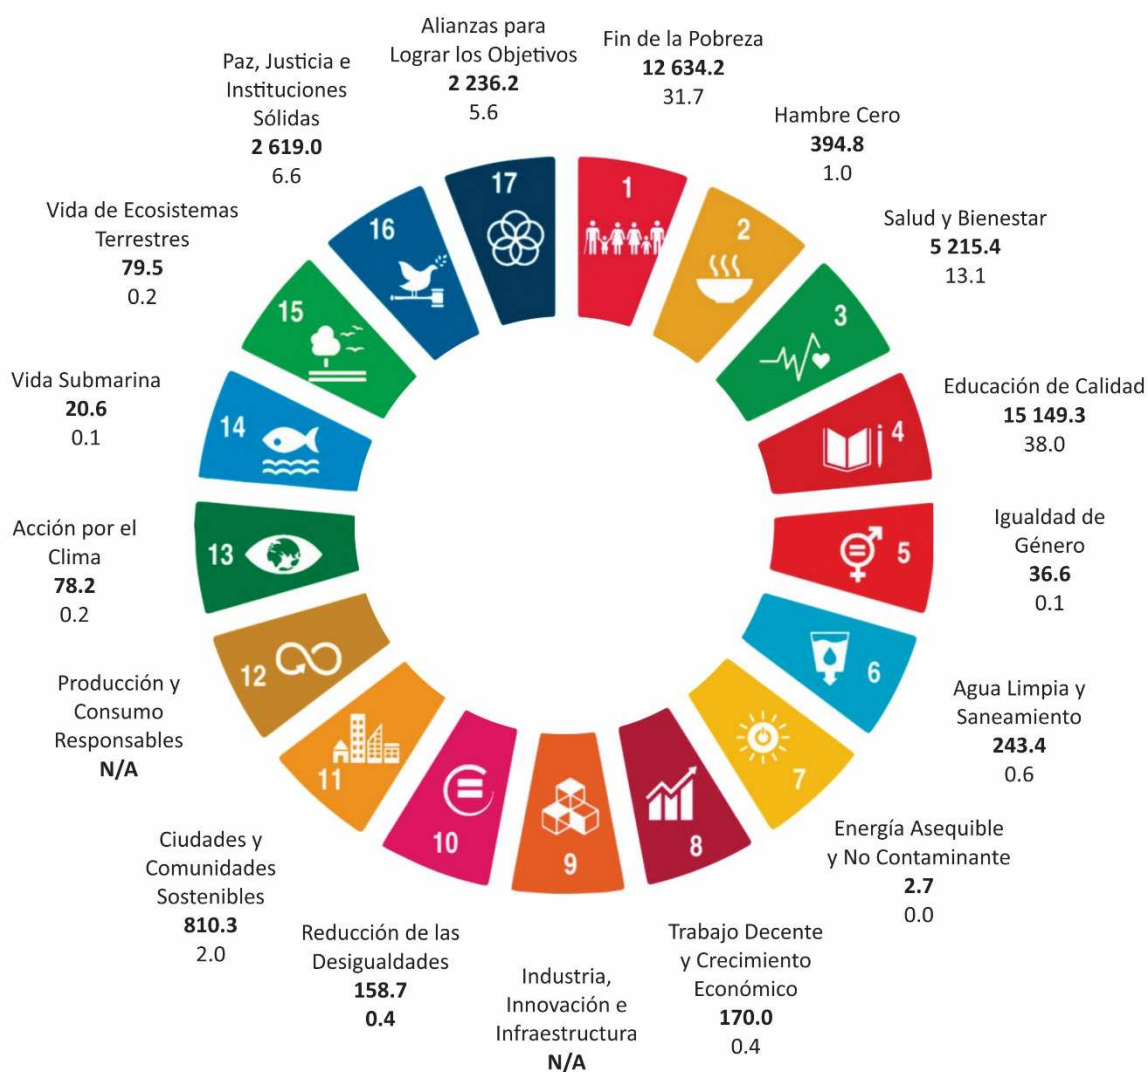 Alianzas para
Lograr los Objetivos
2 236.2
5.6
Fin de la Pobreza
12 634.2
31.7
Paz, Justicia e
Instituciones
Sólidas
2 619.0
6.6
Hambre Cero
394.8
1.0
Vida de Ecosistemas
Terrestres
79.5
0.2
Salud y Bienestar
5 215.4
13.1
Vida Submarina
20.6
0.1
Educación de Calidad
15 149.3
38.0
Acción por el
Clima
78.2
0.2
Igualdad de
Género
36.6
0.1
Producción y
Consumo
Responsables
N/A
Agua Limpia y
Saneamiento
243.4
0.6
Ciudades y
Comunidades
Sostenibles
810.3
2.0
Energía Asequible
y No Contaminante
2.7
0.0
Reducción de las
Desigualdades
158.7
0.4
Industria,
Innovación e
Infraestructura
N/A
Trabajo Decente
y Crecimiento
Económico
170.0
0.4
1
2
3
4
5
6
7
8
9
10
11
12
13
14
15
16
17